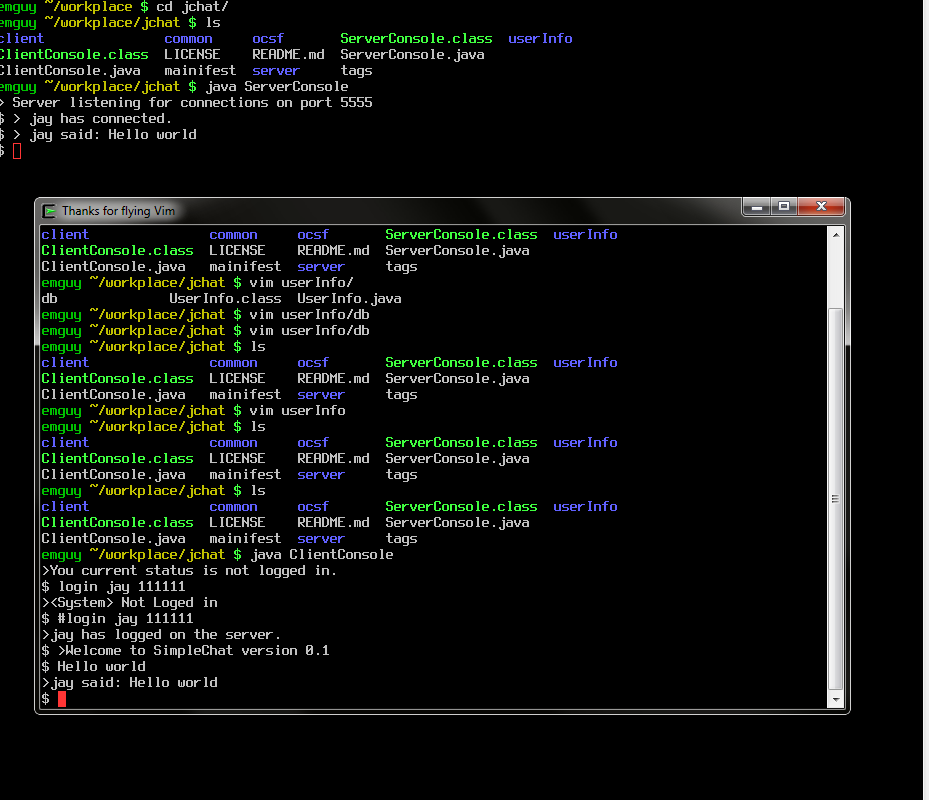 emguy ~/workplace $ cd jchat/
emguy ~/workplace/jchat $ ls
client common ocsf ServerConsole.class userInfo
ClientConsole.class LICENSE README.md ServerConsole.java
ClientConsole.java mainifest server tags
emguy ~/workplace/jchat $ java ServerConsole
> Server listening for connections on port 5555
$ > jay has connected.
$ > jay said: Hello world
$
Thanks for flying Vim
client common ocsf ServerConsole.class userInfo
ClientConsole.class LICENSE README.md ServerConsole.java
ClientConsole.java mainifest server tags
emguy ~/workplace/jchat $ vim userInfo/
db UserInfo.class UserInfo.java
emguy ~/workplace/jchat $ vim userInfo/db
emguy ~/workplace/jchat $ vim userInfo/db
emguy ~/workplace/jchat $ ls
client common ocsf ServerConsole.class userInfo
ClientConsole.class LICENSE README.md ServerConsole.java
ClientConsole.java mainifest server tags
emguy ~/workplace/jchat $ vim userInfo
emguy ~/workplace/jchat $ ls
client common ocsf ServerConsole.class userInfo
ClientConsole.class LICENSE README.md ServerConsole.java
ClientConsole.java mainifest server tags
emguy ~/workplace/jchat $ ls
client common ocsf ServerConsole.class userInfo
ClientConsole.class LICENSE README.md ServerConsole.java
ClientConsole.java mainifest server tags
emguy ~/workplace/jchat $ java ClientConsole
>You current status is not logged in.
$ login jay 111111
><System> Not Loged in
$ #login jay 111111
>jay has logged on the server.
$ >Welcome to SimpleChat version 0.1
$ Hello world
>jay said: Hello world
$